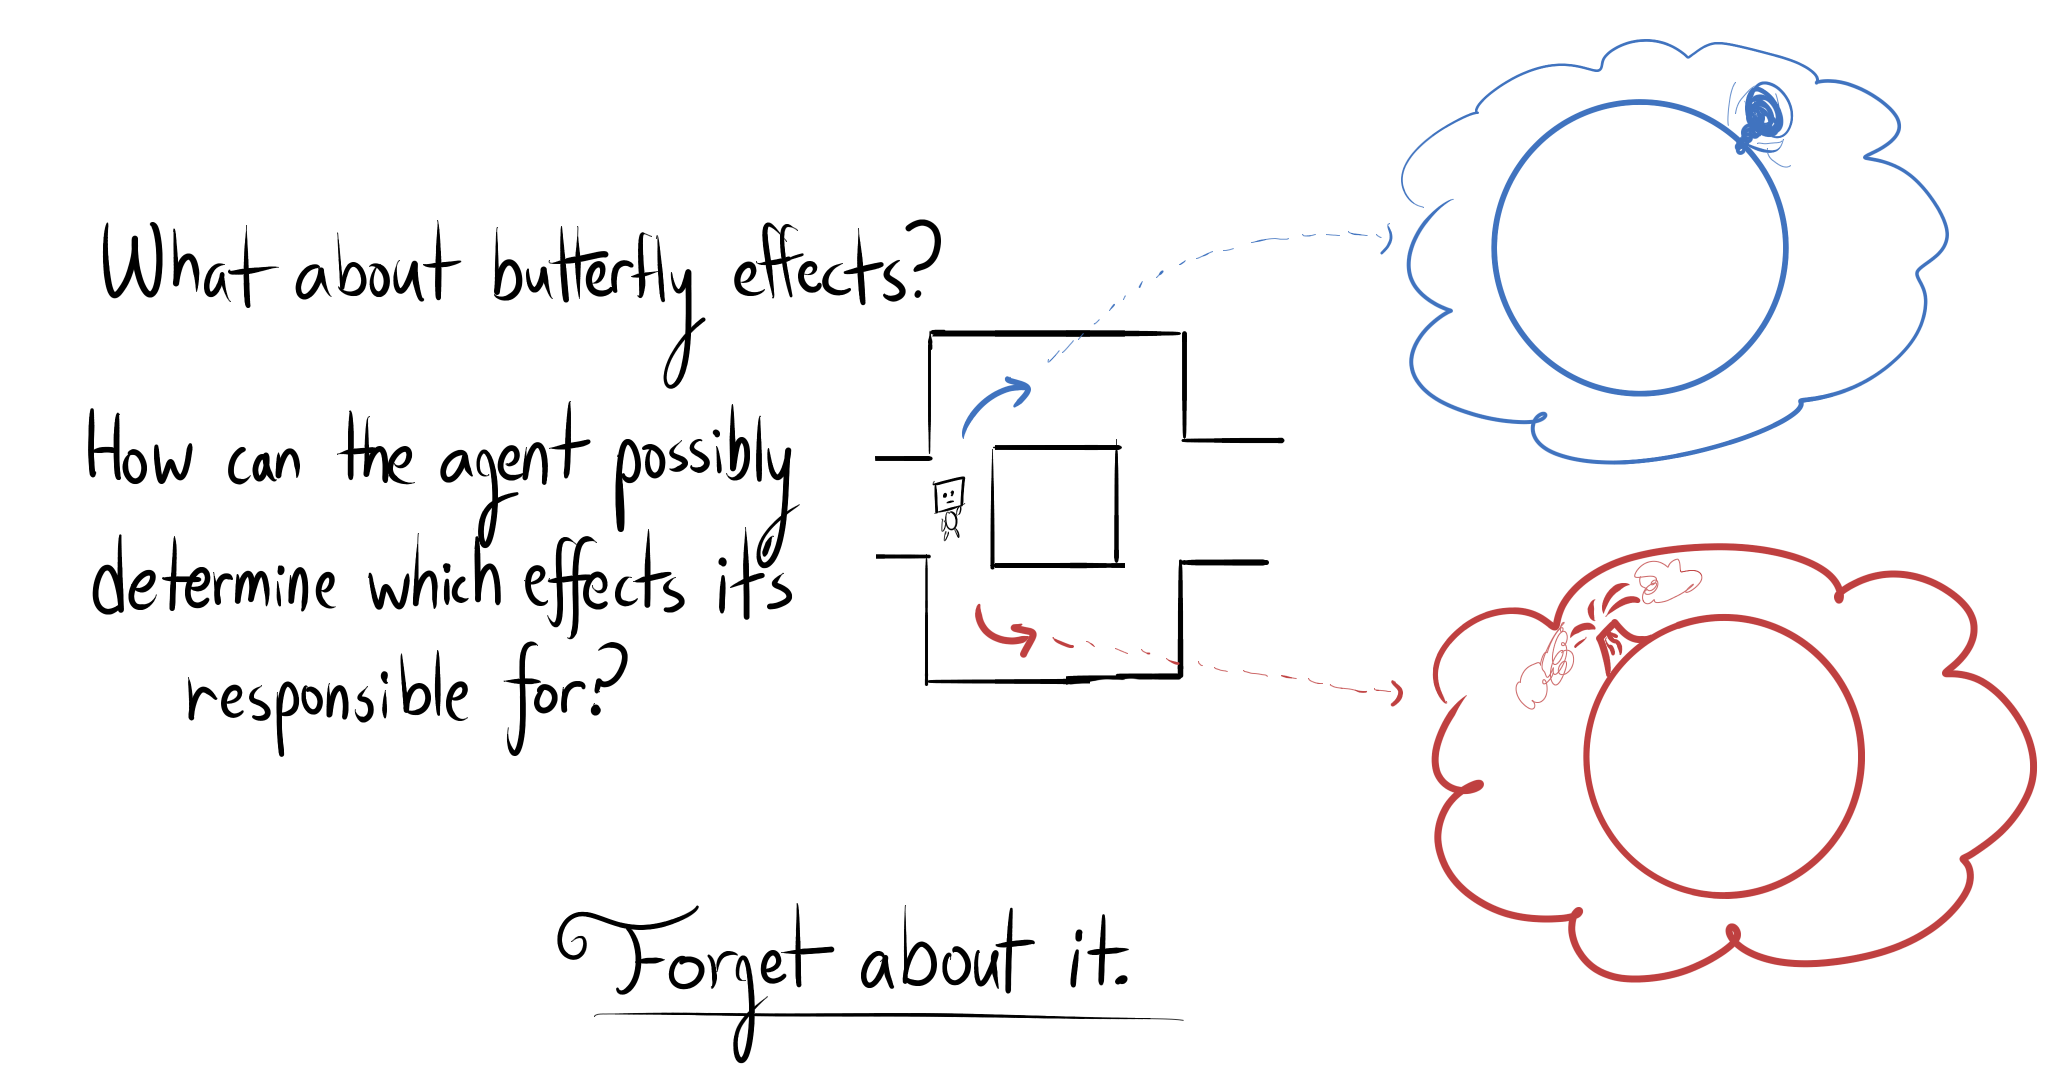 What about butterfly effects?
How can the agent possibly
determine which effects it's
responsible for?
Forget about it.